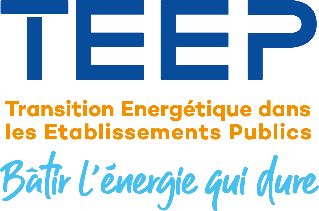 TEEP
Transition Energétique dans
les Etablissements Publics
Bâtir l'énergie qui dure